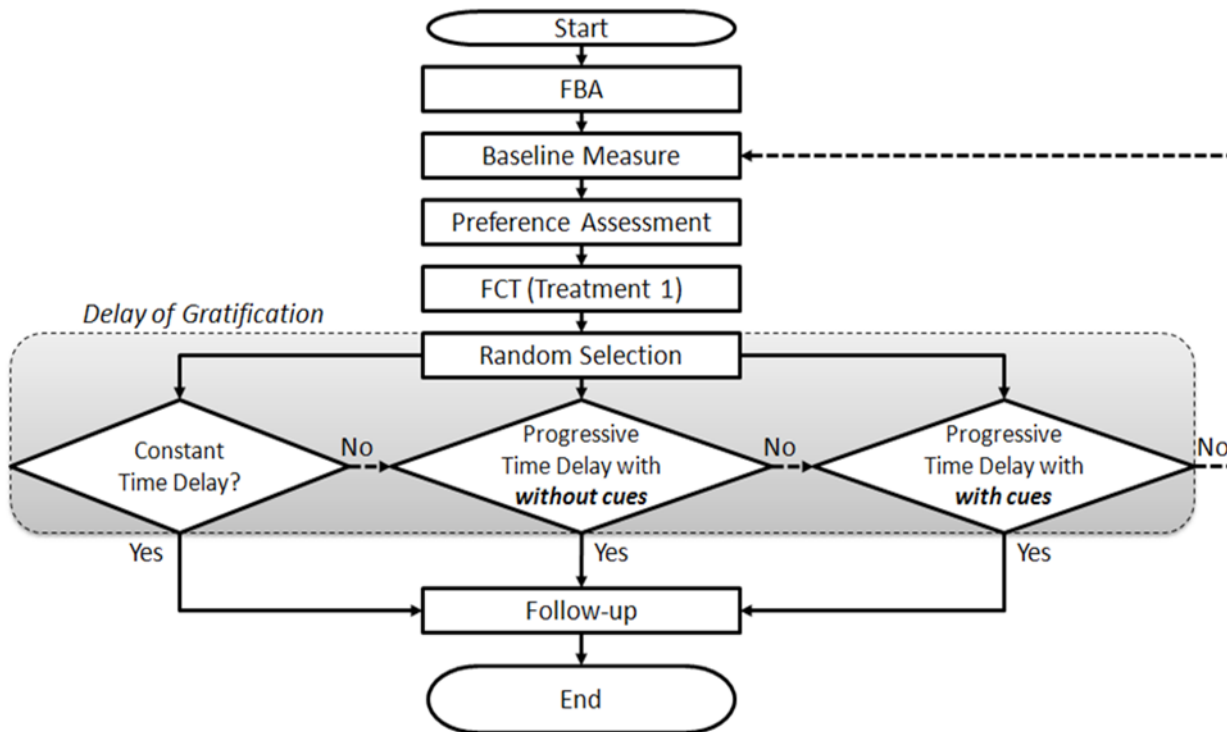 Start
FBA
Baseline Measure
Preference Assessment
FCT (Treatment 1)
Delay of Gratification
Random Selection
Constant
Time Delay?
No
Progressive
Time Delay with
without cues
No
Progressive
Time Delay with
with cues
No
Yes
Yes
Yes
Follow-up
End